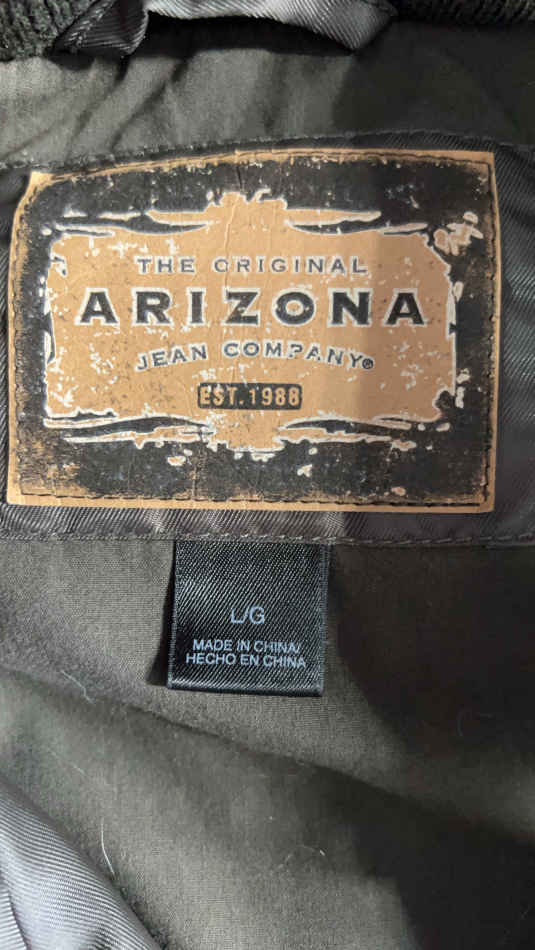 THE ORIGINAL
ARIZONA
JEAN COMPANY®
EST. 1988
L/G
MADE IN CHINA/
HECHO EN CHINA